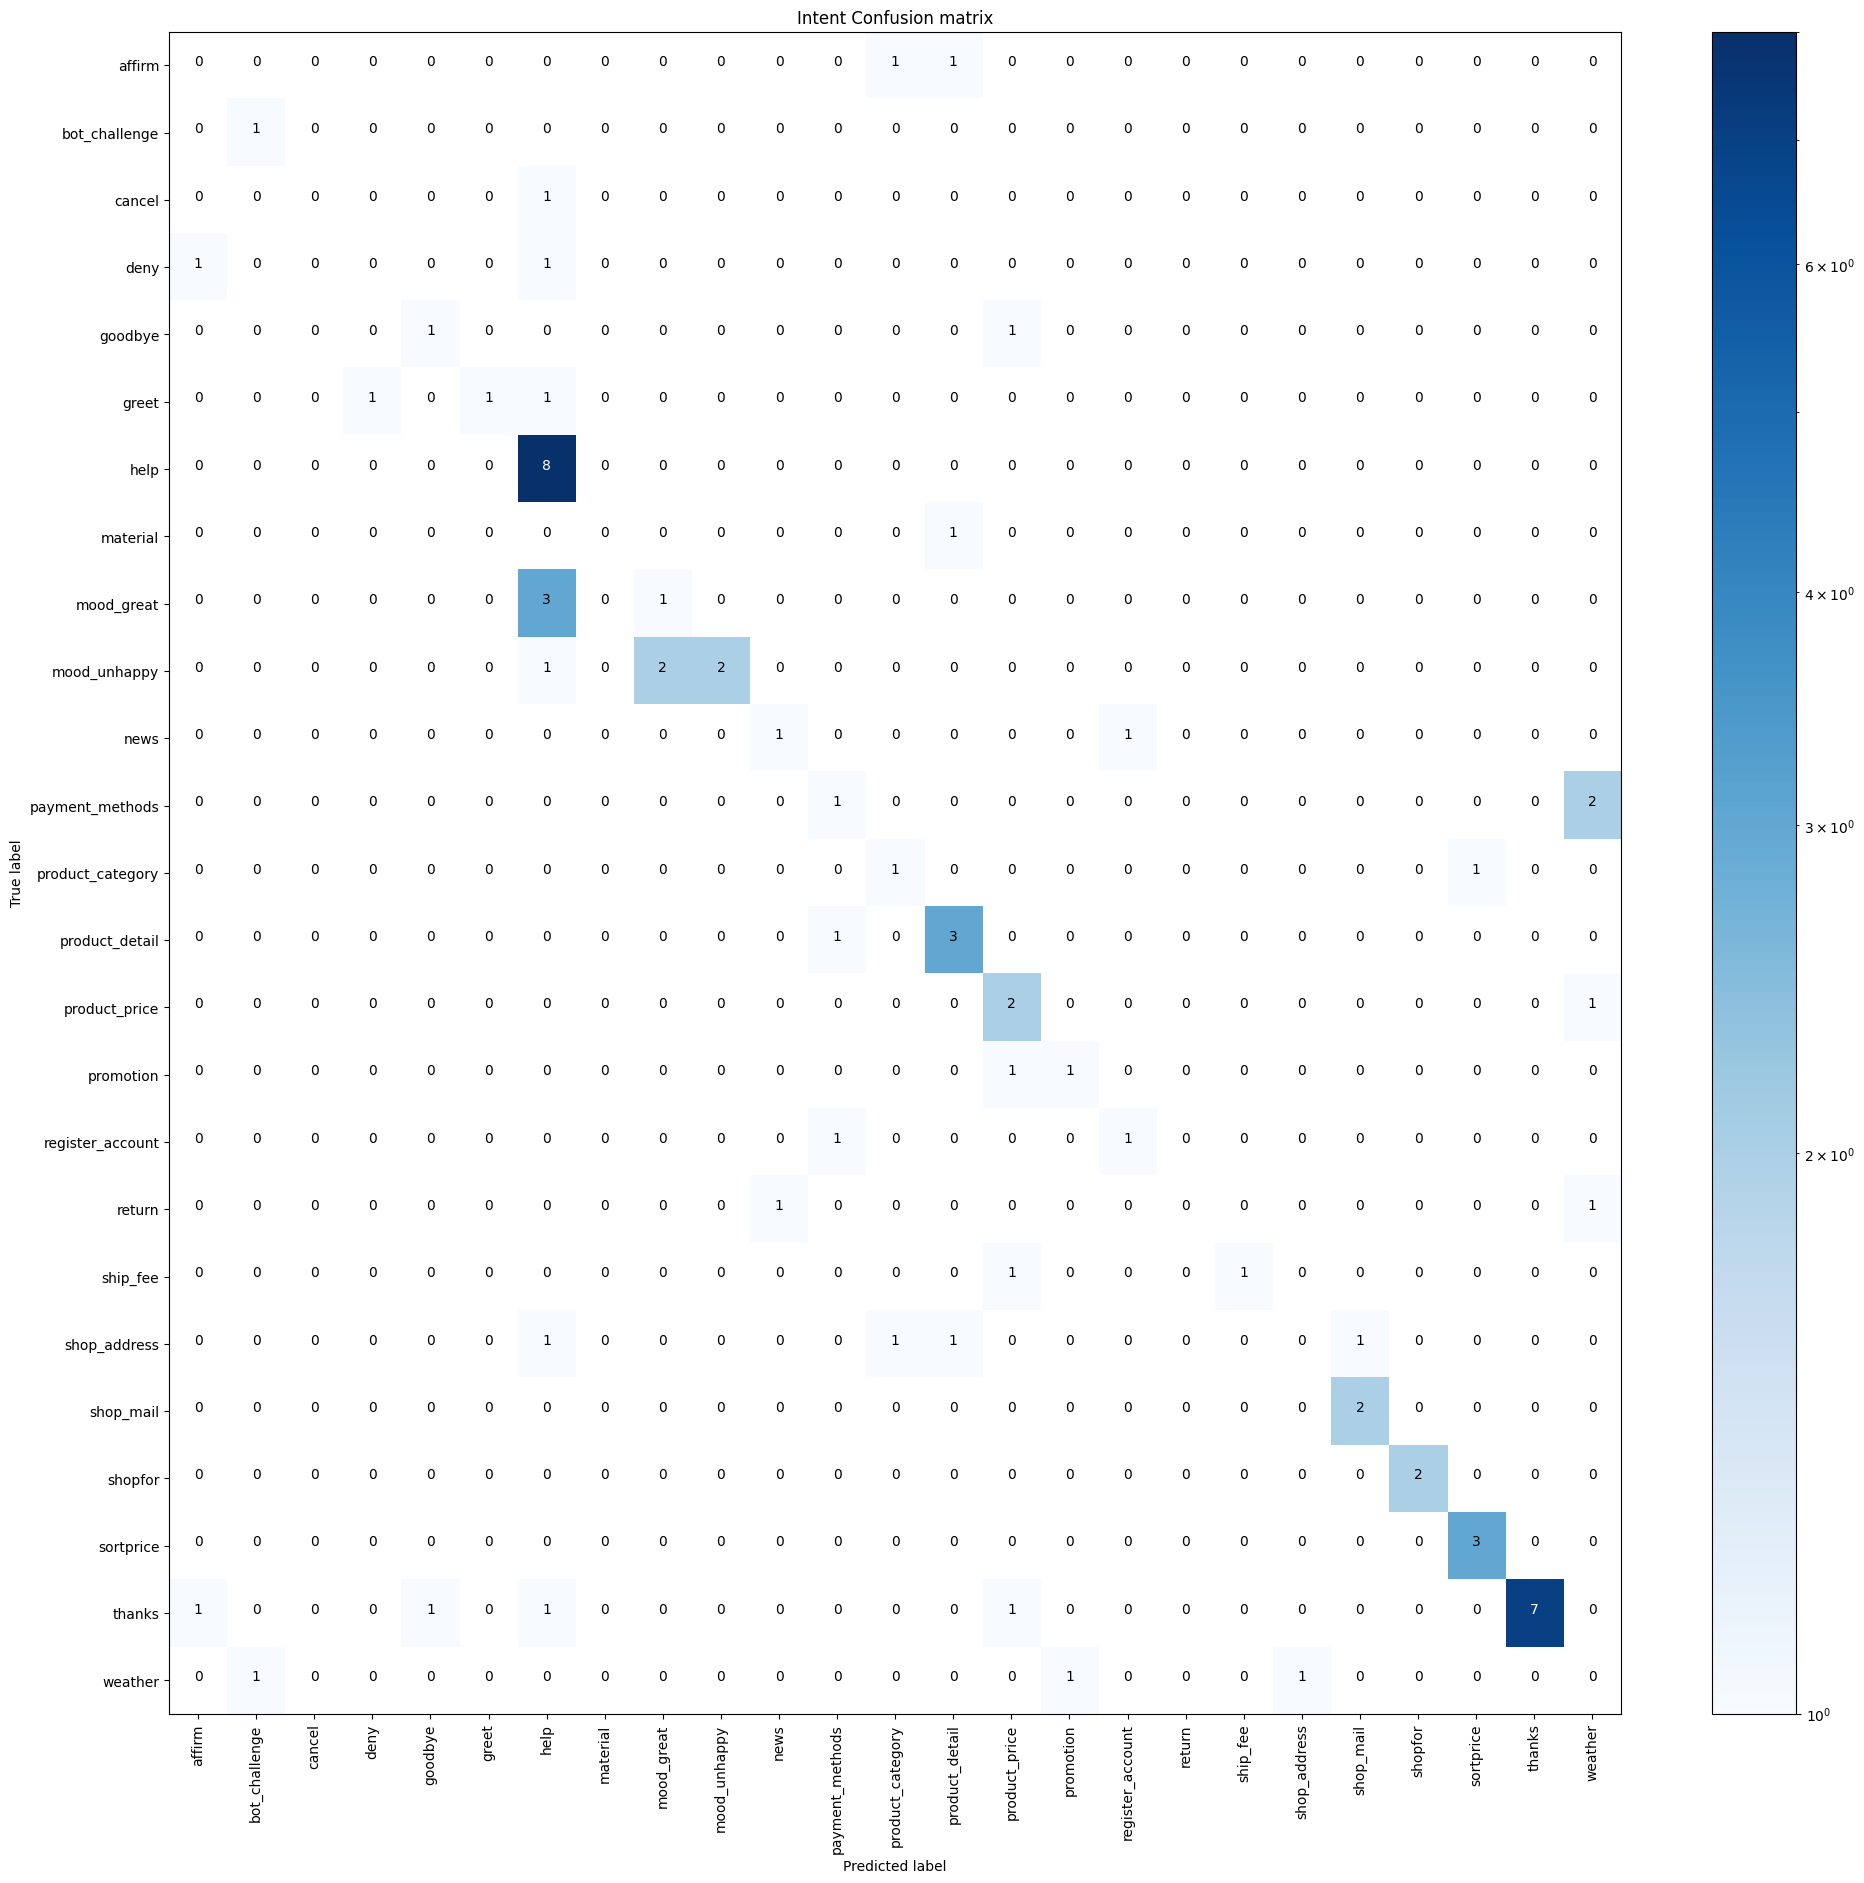 Intent Confusion matrix
affirm 0 0 0 0 0 0 0 0 0 0 0 0 1 1 0 0 0 0 0 0 0 0 0 0 0
bot_challenge 0 1 0 0 0 0 0 0 0 0 0 0 0 0 0 0 0 0 0 0 0 0 0 0 0
cancel 0 0 0 0 0 0 1 0 0 0 0 0 0 0 0 0 0 0 0 0 0 0 0 0 0
deny 1 0 0 0 0 0 1 0 0 0 0 0 0 0 0 0 0 0 0 0 0 0 0 0 0
6 × 10⁰
goodbye 0 0 0 0 1 0 0 0 0 0 0 0 0 0 1 0 0 0 0 0 0 0 0 0 0
greet 0 0 0 1 0 1 1 0 0 0 0 0 0 0 0 0 0 0 0 0 0 0 0 0 0
help 0 0 0 0 0 0 8 0 0 0 0 0 0 0 0 0 0 0 0 0 0 0 0 0 0
material 0 0 0 0 0 0 0 0 0 0 0 0 0 1 0 0 0 0 0 0 0 0 0 0 0
4 × 10⁰
mood_great 0 0 0 0 0 0 3 0 1 0 0 0 0 0 0 0 0 0 0 0 0 0 0 0 0
mood_unhappy 0 0 0 0 0 0 1 0 2 2 0 0 0 0 0 0 0 0 0 0 0 0 0 0 0
news 0 0 0 0 0 0 0 0 0 0 1 0 0 0 0 0 1 0 0 0 0 0 0 0 0
payment_methods 0 0 0 0 0 0 0 0 0 0 0 1 0 0 0 0 0 0 0 0 0 0 0 0 2
3 × 10⁰
True label
product_category 0 0 0 0 0 0 0 0 0 0 0 0 1 0 0 0 0 0 0 0 0 0 1 0 0
product_detail 0 0 0 0 0 0 0 0 0 0 0 1 0 3 0 0 0 0 0 0 0 0 0 0 0
product_price 0 0 0 0 0 0 0 0 0 0 0 0 0 0 2 0 0 0 0 0 0 0 0 0 1
promotion 0 0 0 0 0 0 0 0 0 0 0 0 0 0 1 1 0 0 0 0 0 0 0 0 0
register_account 0 0 0 0 0 0 0 0 0 0 0 1 0 0 0 0 1 0 0 0 0 0 0 0 0
2 × 10⁰
return 0 0 0 0 0 0 0 0 0 0 1 0 0 0 0 0 0 0 0 0 0 0 0 0 1
ship_fee 0 0 0 0 0 0 0 0 0 0 0 0 0 0 1 0 0 0 1 0 0 0 0 0 0
shop_address 0 0 0 0 0 0 1 0 0 0 0 0 1 1 0 0 0 0 0 0 1 0 0 0 0
shop_mail 0 0 0 0 0 0 0 0 0 0 0 0 0 0 0 0 0 0 0 0 2 0 0 0 0
shopfor 0 0 0 0 0 0 0 0 0 0 0 0 0 0 0 0 0 0 0 0 0 2 0 0 0
sortprice 0 0 0 0 0 0 0 0 0 0 0 0 0 0 0 0 0 0 0 0 0 0 3 0 0
thanks 1 0 0 0 1 0 1 0 0 0 0 0 0 0 1 0 0 0 0 0 0 0 0 7 0
weather 0 1 0 0 0 0 0 0 0 0 0 0 0 0 0 1 0 0 0 1 0 0 0 0 0
10⁰
affirm
bot_challenge
cancel
deny
goodbye
greet
help
material
mood_great
mood_unhappy
news
payment_methods
product_category
product_detail
product_price
promotion
register_account
return
ship_fee
shop_address
shop_mail
shopfor
sortprice
thanks
weather
Predicted label